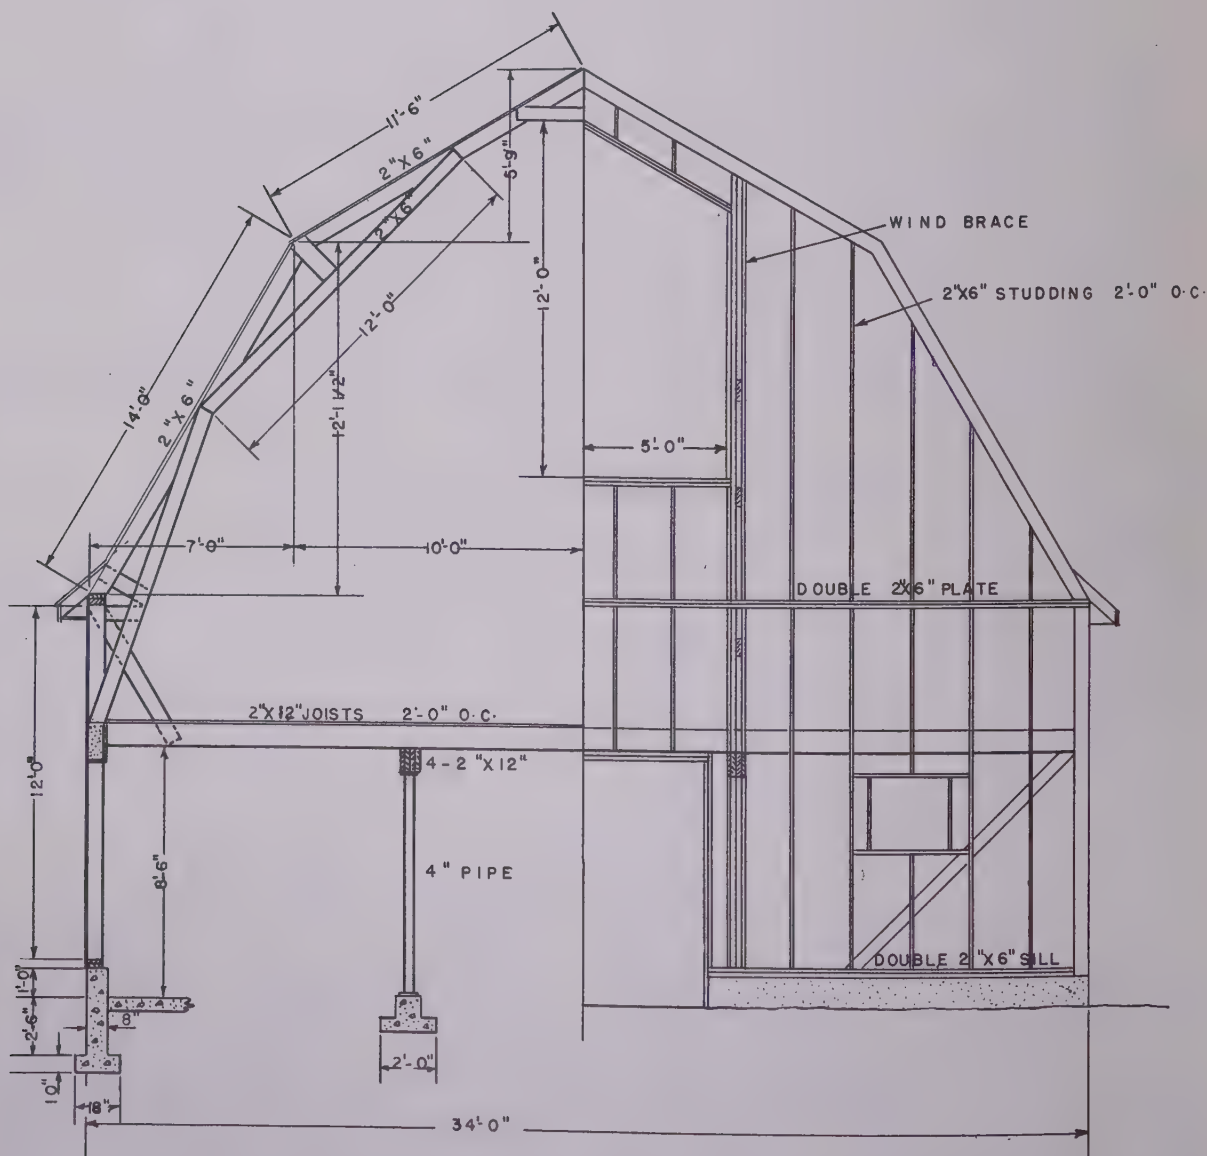 11'-6"
2"X6"
5'-9"
2"X6"
WIND BRACE
12'-0"
2"X6" STUDDING 2'-0" O.C.
12'-0"
14'-0"
12'-1 1/2"
2"X6"
5'-0"
7'-0"
10'-0"
DOUBLE 2"X6" PLATE
2"X12" JOISTS 2'-0" O.C.
12'-0"
4-2"X12"
8'-6"
4" PIPE
DOUBLE 2"X6" SILL
1'-0"
2'-6"
8"
2'-0"
10"
18"
34'-0"